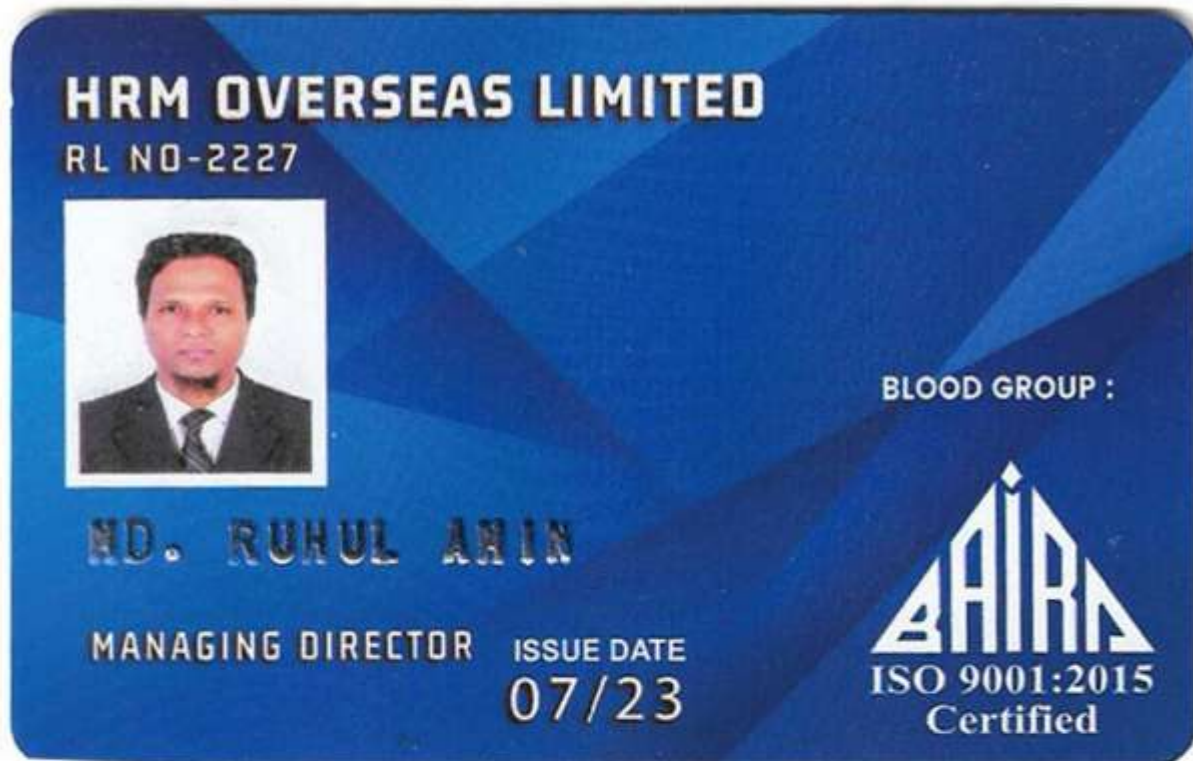 HRM OVERSEAS LIMITED
RL NO-2227
BLOOD GROUP :
MD. RUHUL AMIN
MANAGING DIRECTOR
ISSUE DATE
07/23
BAIRA
ISO 9001:2015
Certified